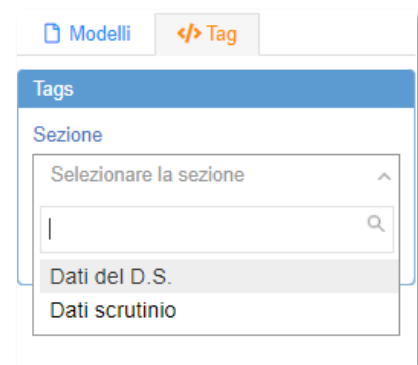 Modelli </> Tag
Tags
Sezione
Selezionare la sezione
Dati del D.S.
Dati scrutinio